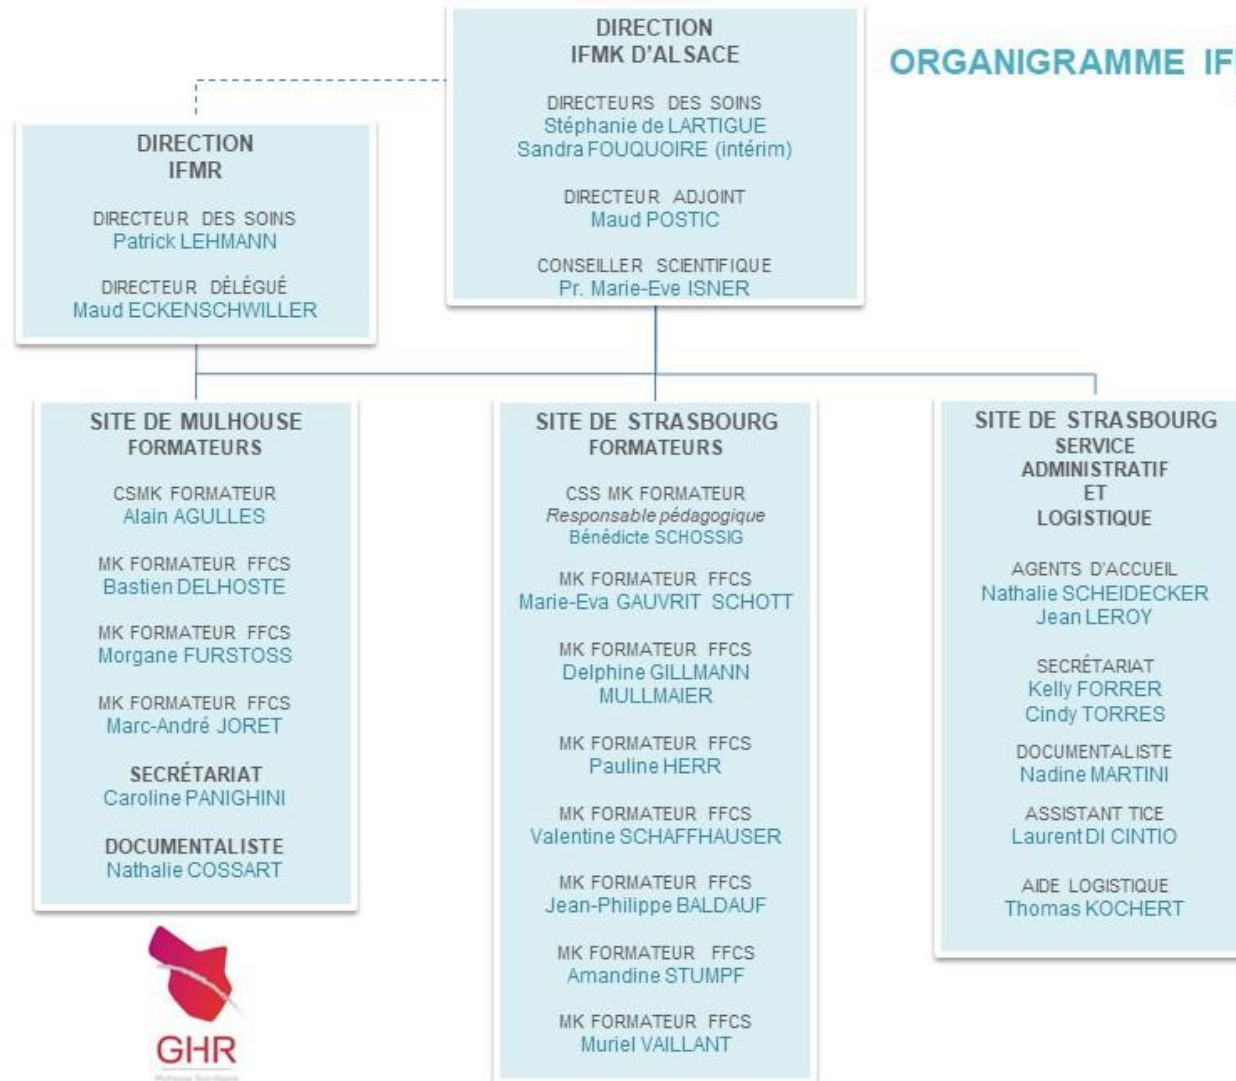 DIRECTION
IFMK D'ALSACE
DIRECTEURS DES SOINS
Stéphanie de LARTIGUE
Sandra FOUQUOIRE (intérim)
DIRECTEUR ADJOINT
Maud POSTIC
CONSEILLER SCIENTIFIQUE
Pr. Marie-Eve ISNER
ORGANIGRAMME
DIRECTION
IFMR
DIRECTEUR DES SOINS
Patrick LEHMANN
DIRECTEUR DÉLÉGUÉ
Maud ECKENSCHWILLER
SITE DE MULHOUSE
FORMATEURS
CSMK FORMATEUR
Alain AGULLES
MK FORMATEUR FFCS
Bastien DELHOSTE
MK FORMATEUR FFCS
Morgane FURSTOSS
MK FORMATEUR FFCS
Marc-André JORET
SECRÉTARIAT
Caroline PANIGHINI
DOCUMENTALISTE
Nathalie COSSART
GHR
SITE DE STRASBOURG
FORMATEURS
CSS MK FORMATEUR
Responsable pédagogique
Bénédicte SCHOSSIG
MK FORMATEUR FFCS
Marie-Eva GAUVRIT SCHOTT
MK FORMATEUR FFCS
Delphine GILLMANN
MULLMAIER
MK FORMATEUR FFCS
Pauline HERR
MK FORMATEUR FFCS
Valentine SCHAFFHAUSER
MK FORMATEUR FFCS
Jean-Philippe BALDAUF
MK FORMATEUR FFCS
Amandine STUMPF
MK FORMATEUR FFCS
Muriel VAILLANT
SITE DE STRASBOURG
SERVICE
ADMINISTRATIF
ET
LOGISTIQUE
AGENTS D'ACCUEIL
Nathalie SCHEIDECKER
Jean LEROY
SECRÉTARIAT
Kelly FORRER
Cindy TORRES
DOCUMENTALISTE
Nadine MARTINI
ASSISTANT TICE
Laurent DI CINTIO
AIDE LOGISTIQUE
Thomas KOCHERT